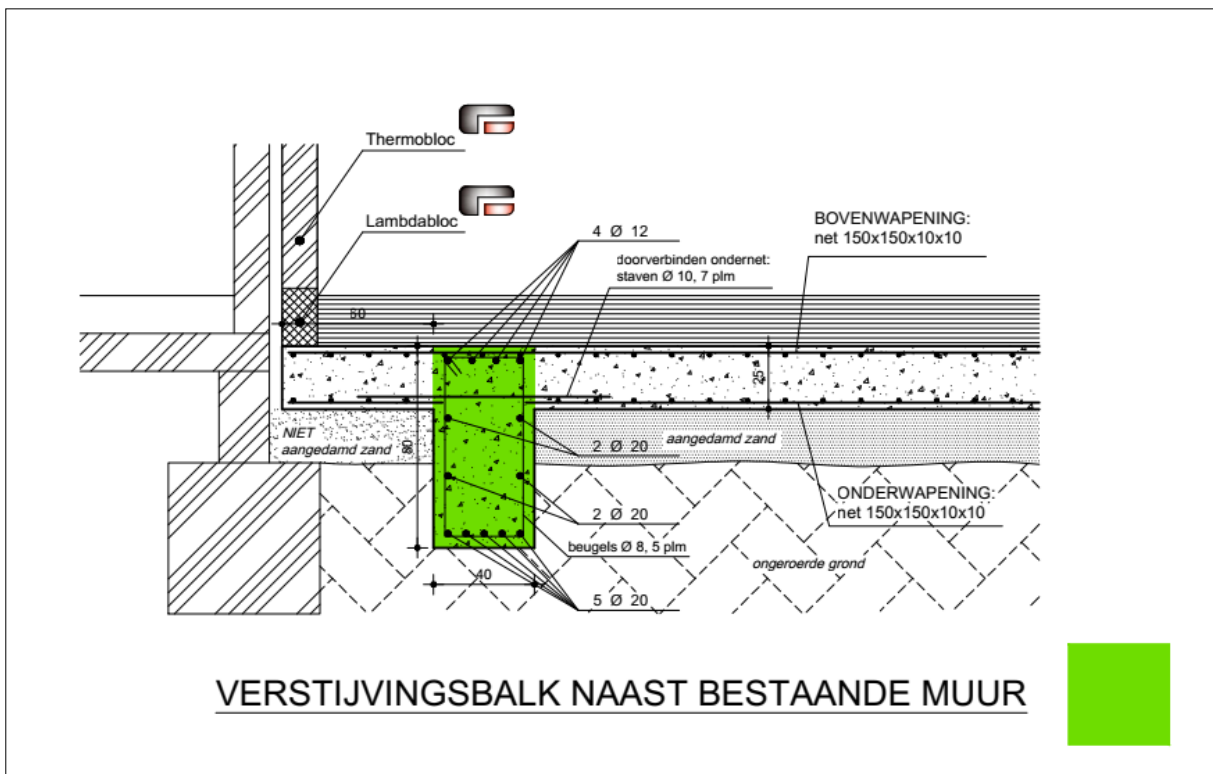 Thermobloc
Lambdabloc
4 Ø 12
doorverbinden ondernet:
staven Ø 10, 7 plm
BOVENWAPENING:
net 150x150x10x10
60
25
80
NIET
aangedamd zand
2 Ø 20
aangedamd zand
ONDERWAPENING:
net 150x150x10x10
2 Ø 20
beugels Ø 8, 5 plm
ongeroerde grond
40
5 Ø 20
VERSTIJVINGSBALK NAAST BESTAANDE MUUR